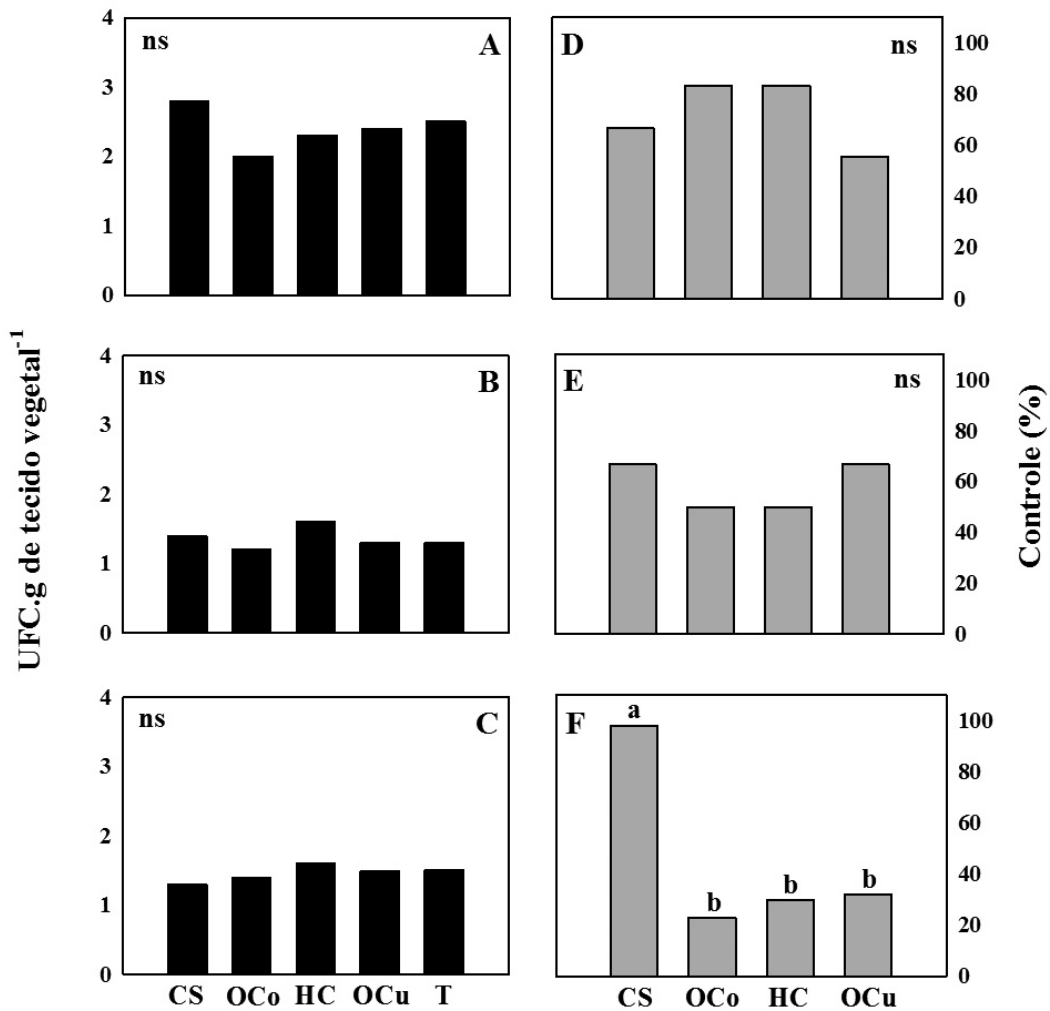 UFC.g de tecido vegetal⁻¹
4
3
2
1
0
ns
A
D
ns
100
80
60
40
20
0
4
3
2
1
0
ns
B
E
ns
100
80
60
40
20
0
Controle (%)
4
3
2
1
0
ns
C
CS OCo HC OCu T
F
a
b
b
b
100
80
60
40
20
0
CS OCo HC OCu